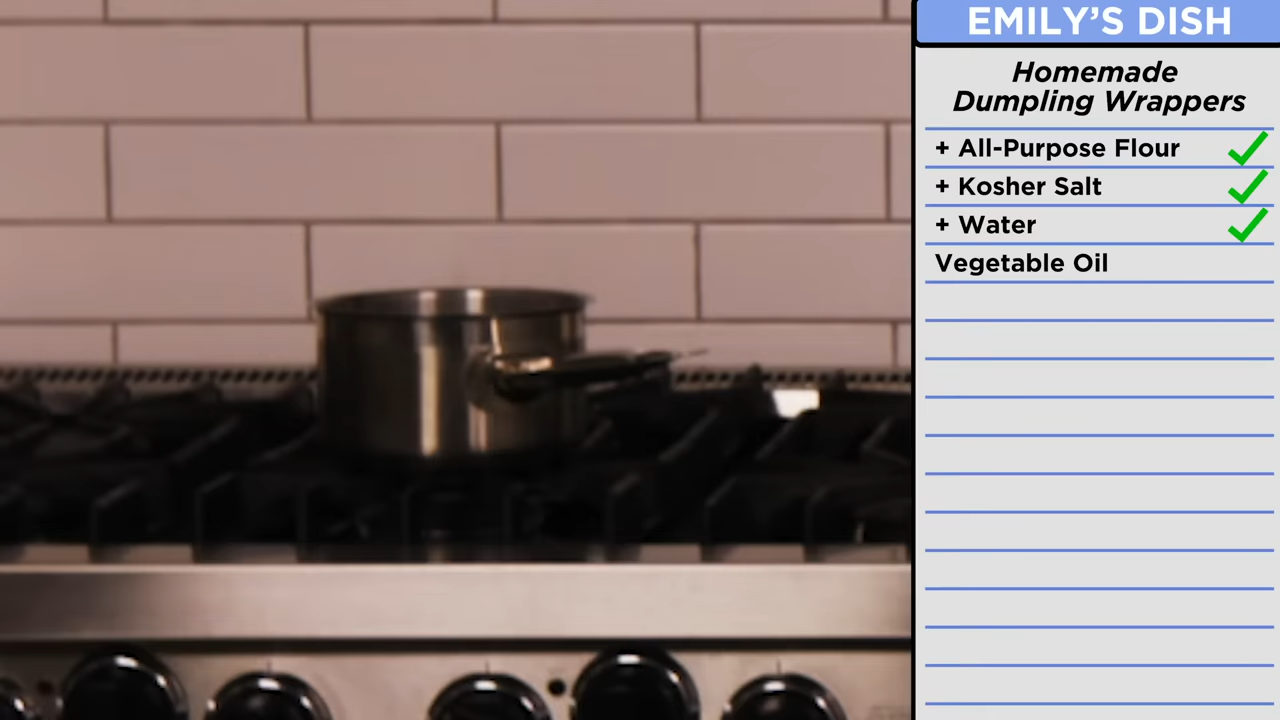 EMILY'S DISH
Homemade
Dumpling Wrappers
+ All-Purpose Flour
+ Kosher Salt
+ Water
Vegetable Oil